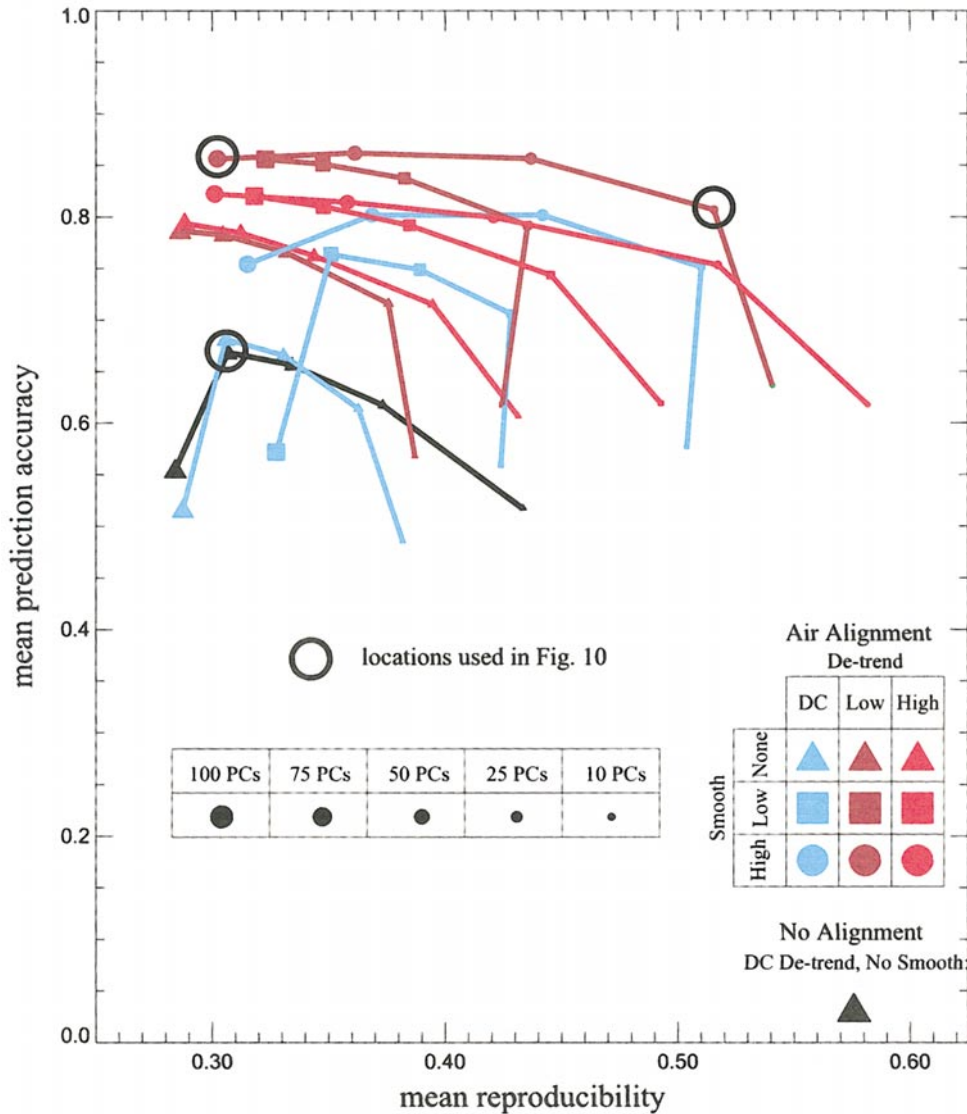 1.0
0.8
0.6
0.4
0.2
0.0
mean prediction accuracy
locations used in Fig. 10
100 PCs 75 PCs 50 PCs 25 PCs 10 PCs
Air Alignment
De-trend
DC Low High
Smooth
None
Low
High
No Alignment
DC De-trend, No Smooth:
0.30 0.40 0.50 0.60
mean reproducibility